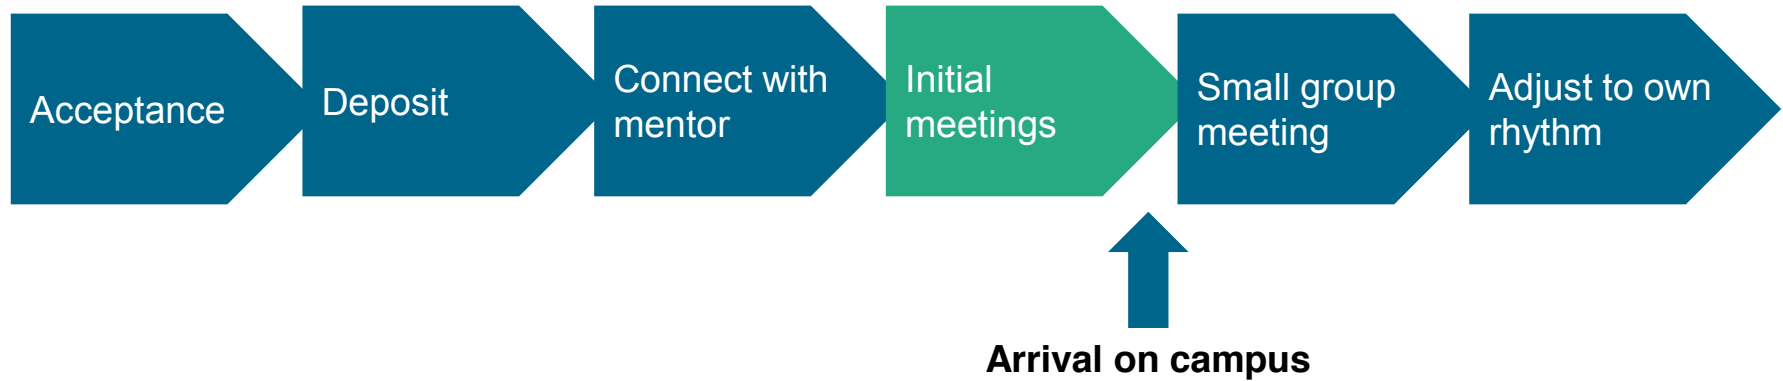 Acceptance
Deposit
Connect with
mentor
Initial
meetings
Small group
meeting
Adjust to own
rhythm
Arrival on campus